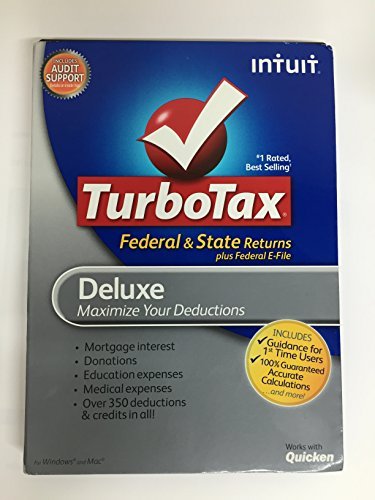 INCLUDES
AUDIT
SUPPORT
intuit
#1 Rated,
Best Selling†
TurboTax®
Federal & State Returns
plus Federal E-File
Deluxe
Maximize Your Deductions
• Mortgage interest
• Donations
• Education expenses
• Medical expenses
• Over 350 deductions
& credits in all!
INCLUDES
✓ Guidance for
1st Time Users
✓ 100% Guaranteed
Accurate
Calculations
...and more!
For Windows® and Mac®
Works with
Quicken